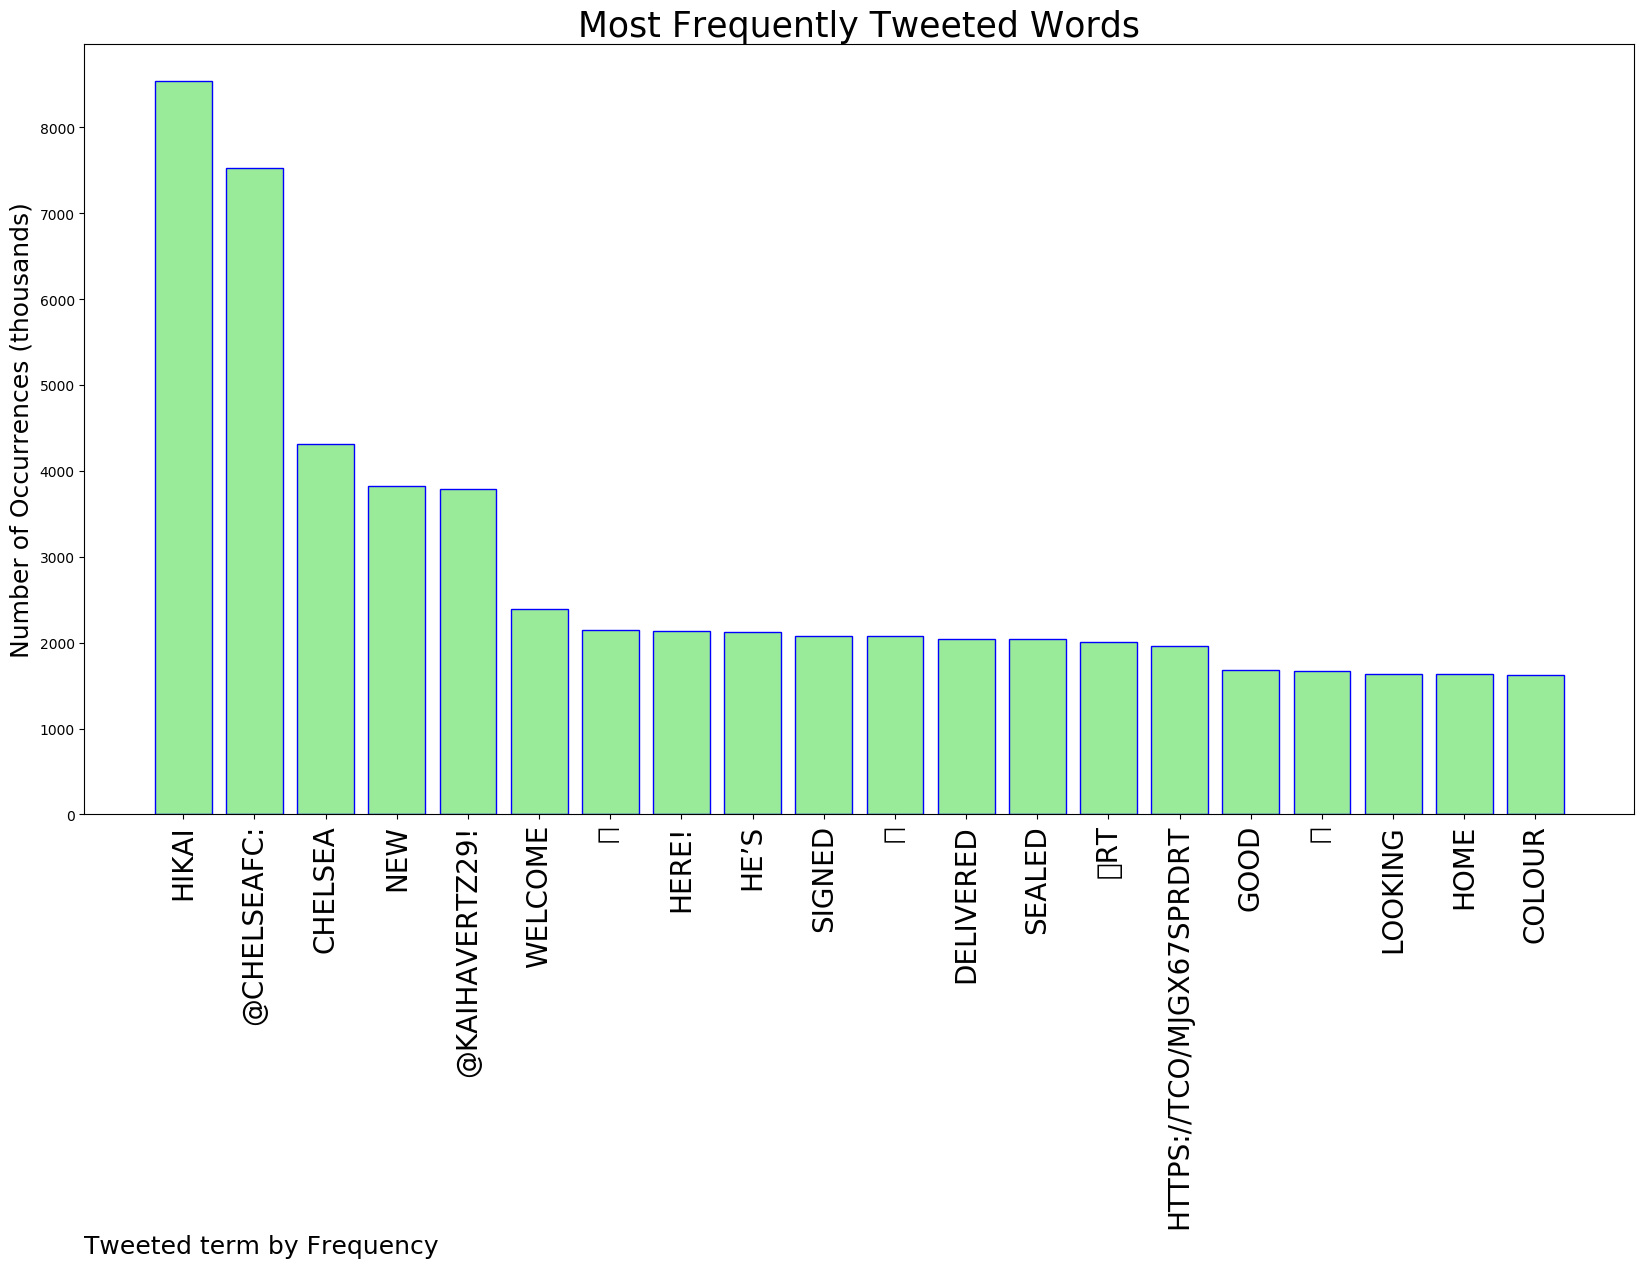 Most Frequently Tweeted Words
Number of Occurrences (thousands)
8000
7000
6000
5000
4000
3000
2000
1000
0
HIKAI
@CHELSEAFC:
CHELSEA
NEW
@KAIHAVERTZ29!
WELCOME
▯
HERE!
HE’S
SIGNED
▯
DELIVERED
SEALED
▯▯RT
HTTPS://TCO/MJGX67SPRDRT
GOOD
▯
LOOKING
HOME
COLOUR
Tweeted term by Frequency